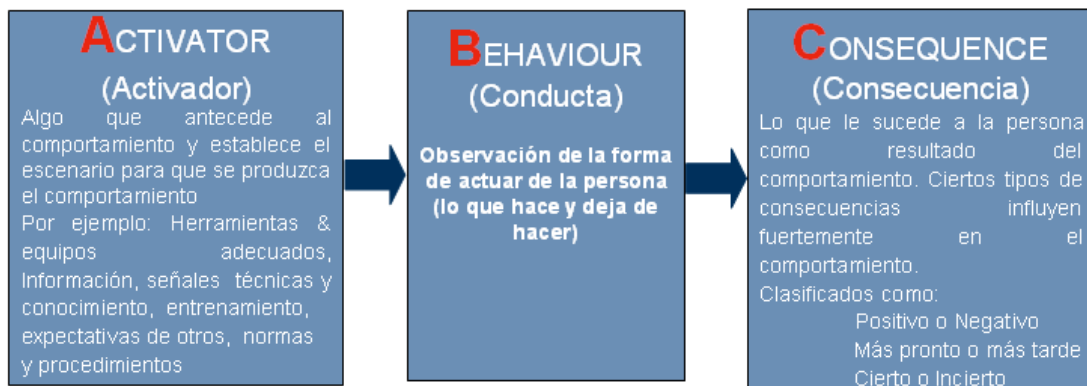 ACTIVATOR
(Activador)
Algo que antecede al
comportamiento y establece el
escenario para que se produzca
el comportamiento
Por ejemplo: Herramientas &
equipos adecuados,
Información, señales técnicas y
conocimiento, entrenamiento,
expectativas de otros, normas
y procedimientos
BEHAVIOUR
(Conducta)
Observación de la forma
de actuar de la persona
(lo que hace y deja de
hacer)
CONSEQUENCE
(Consecuencia)
Lo que le sucede a la persona
como resultado del
comportamiento. Ciertos tipos de
consecuencias influyen
fuertemente en el
comportamiento.
Clasificados como:
Positivo o Negativo
Más pronto o más tarde
Cierto o Incierto